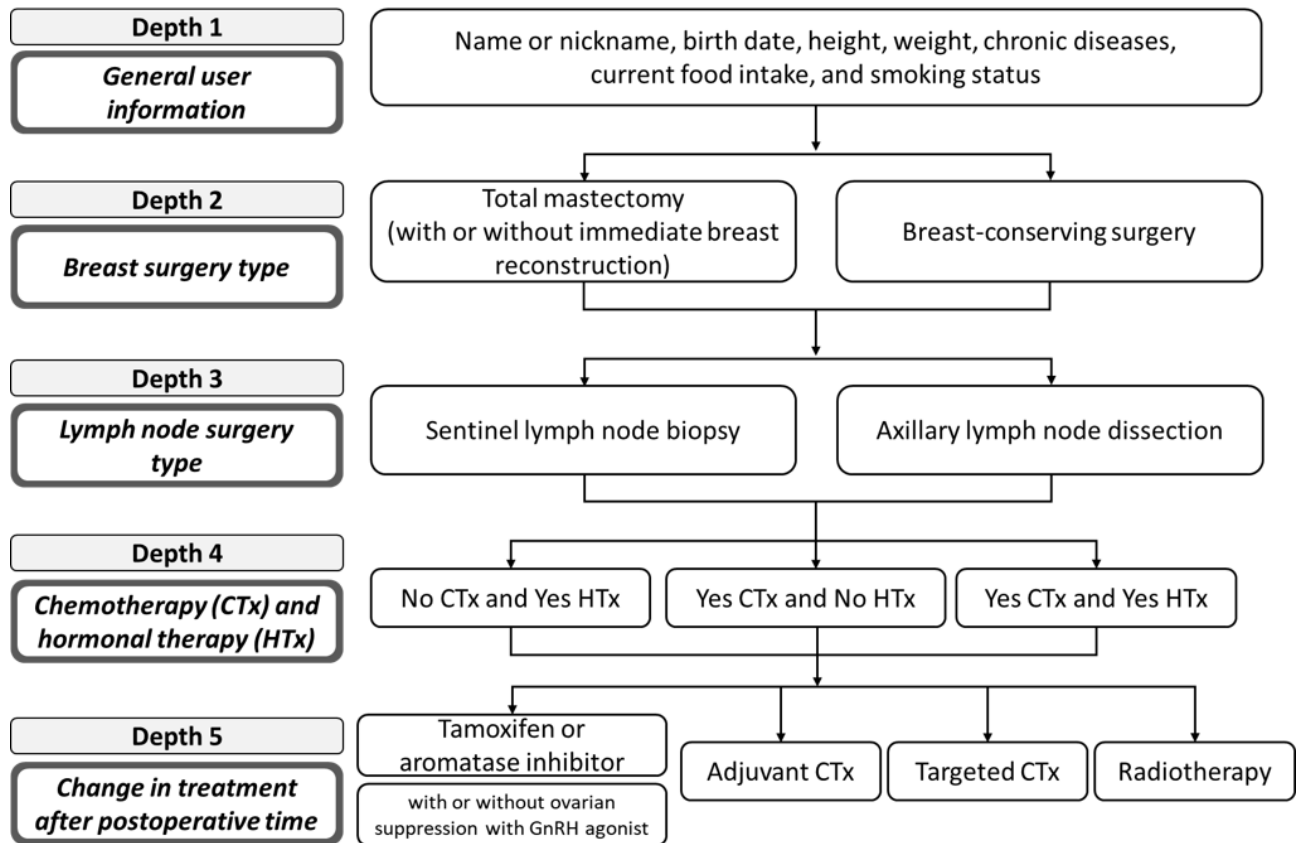 Depth 1
General user
information
Name or nickname, birth date, height, weight, chronic diseases,
current food intake, and smoking status
Depth 2
Breast surgery type
Total mastectomy
(with or without immediate breast
reconstruction)
Breast-conserving surgery
Depth 3
Lymph node surgery
type
Sentinel lymph node biopsy
Axillary lymph node dissection
Depth 4
Chemotherapy (CTx) and
hormonal therapy (HTx)
No CTx and Yes HTx
Yes CTx and No HTx
Yes CTx and Yes HTx
Depth 5
Change in treatment
after postoperative time
Tamoxifen or
aromatase inhibitor
with or without ovarian
suppression with GnRH agonist
Adjuvant CTx
Targeted CTx
Radiotherapy